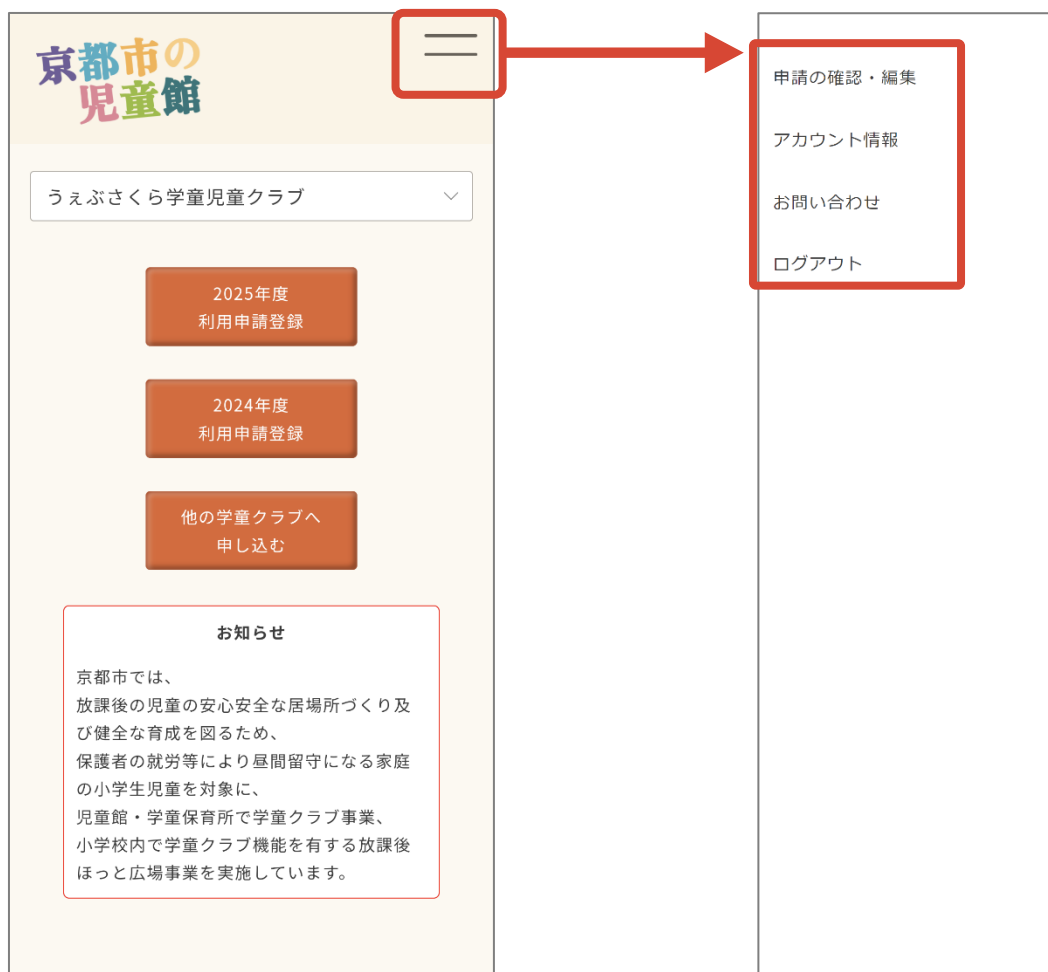 京都市の
児童館
うぇぶさくら学童児童クラブ
2025年度
利用申請登録
2024年度
利用申請登録
他の学童クラブへ
申し込む
お知らせ
京都市では、
放課後の児童の安心安全な居場所づくり及
び健全な育成を図るため、
保護者の就労等により昼間留守になる家庭
の小学生児童を対象に、
児童館・学童保育所で学童クラブ事業、
小学校内で学童クラブ機能を有する放課後
ほっと広場事業を実施しています。
申請の確認・編集
アカウント情報
お問い合わせ
ログアウト